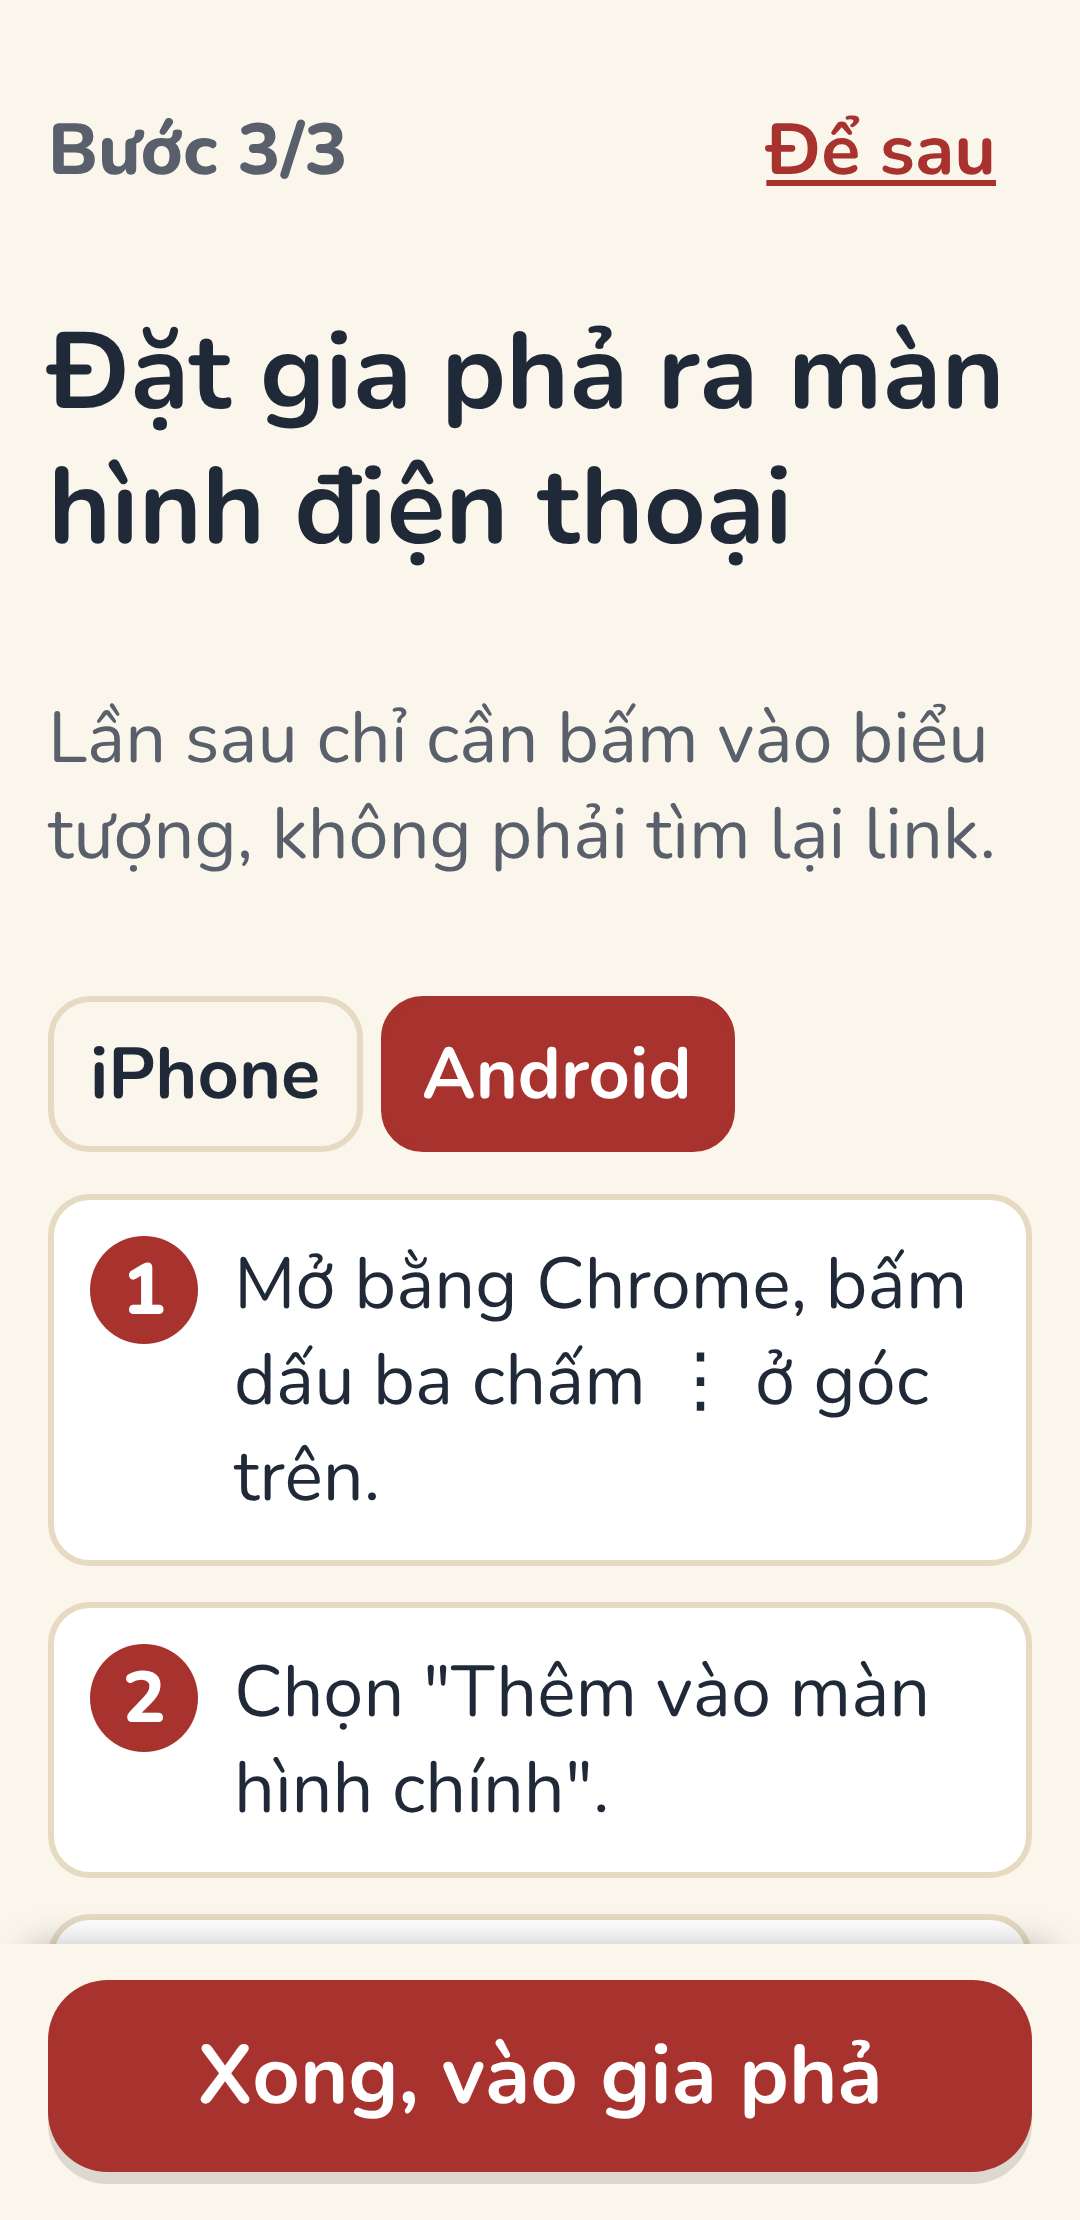 Bước 3/3
Để sau
Đặt gia phả ra màn
hình điện thoại
Lần sau chỉ cần bấm vào biểu
tượng, không phải tìm lại link.
iPhone
Android
1
Mở bằng Chrome, bấm
dấu ba chấm ⋮ ở góc
trên.
2
Chọn "Thêm vào màn
hình chính".
Xong, vào gia phả